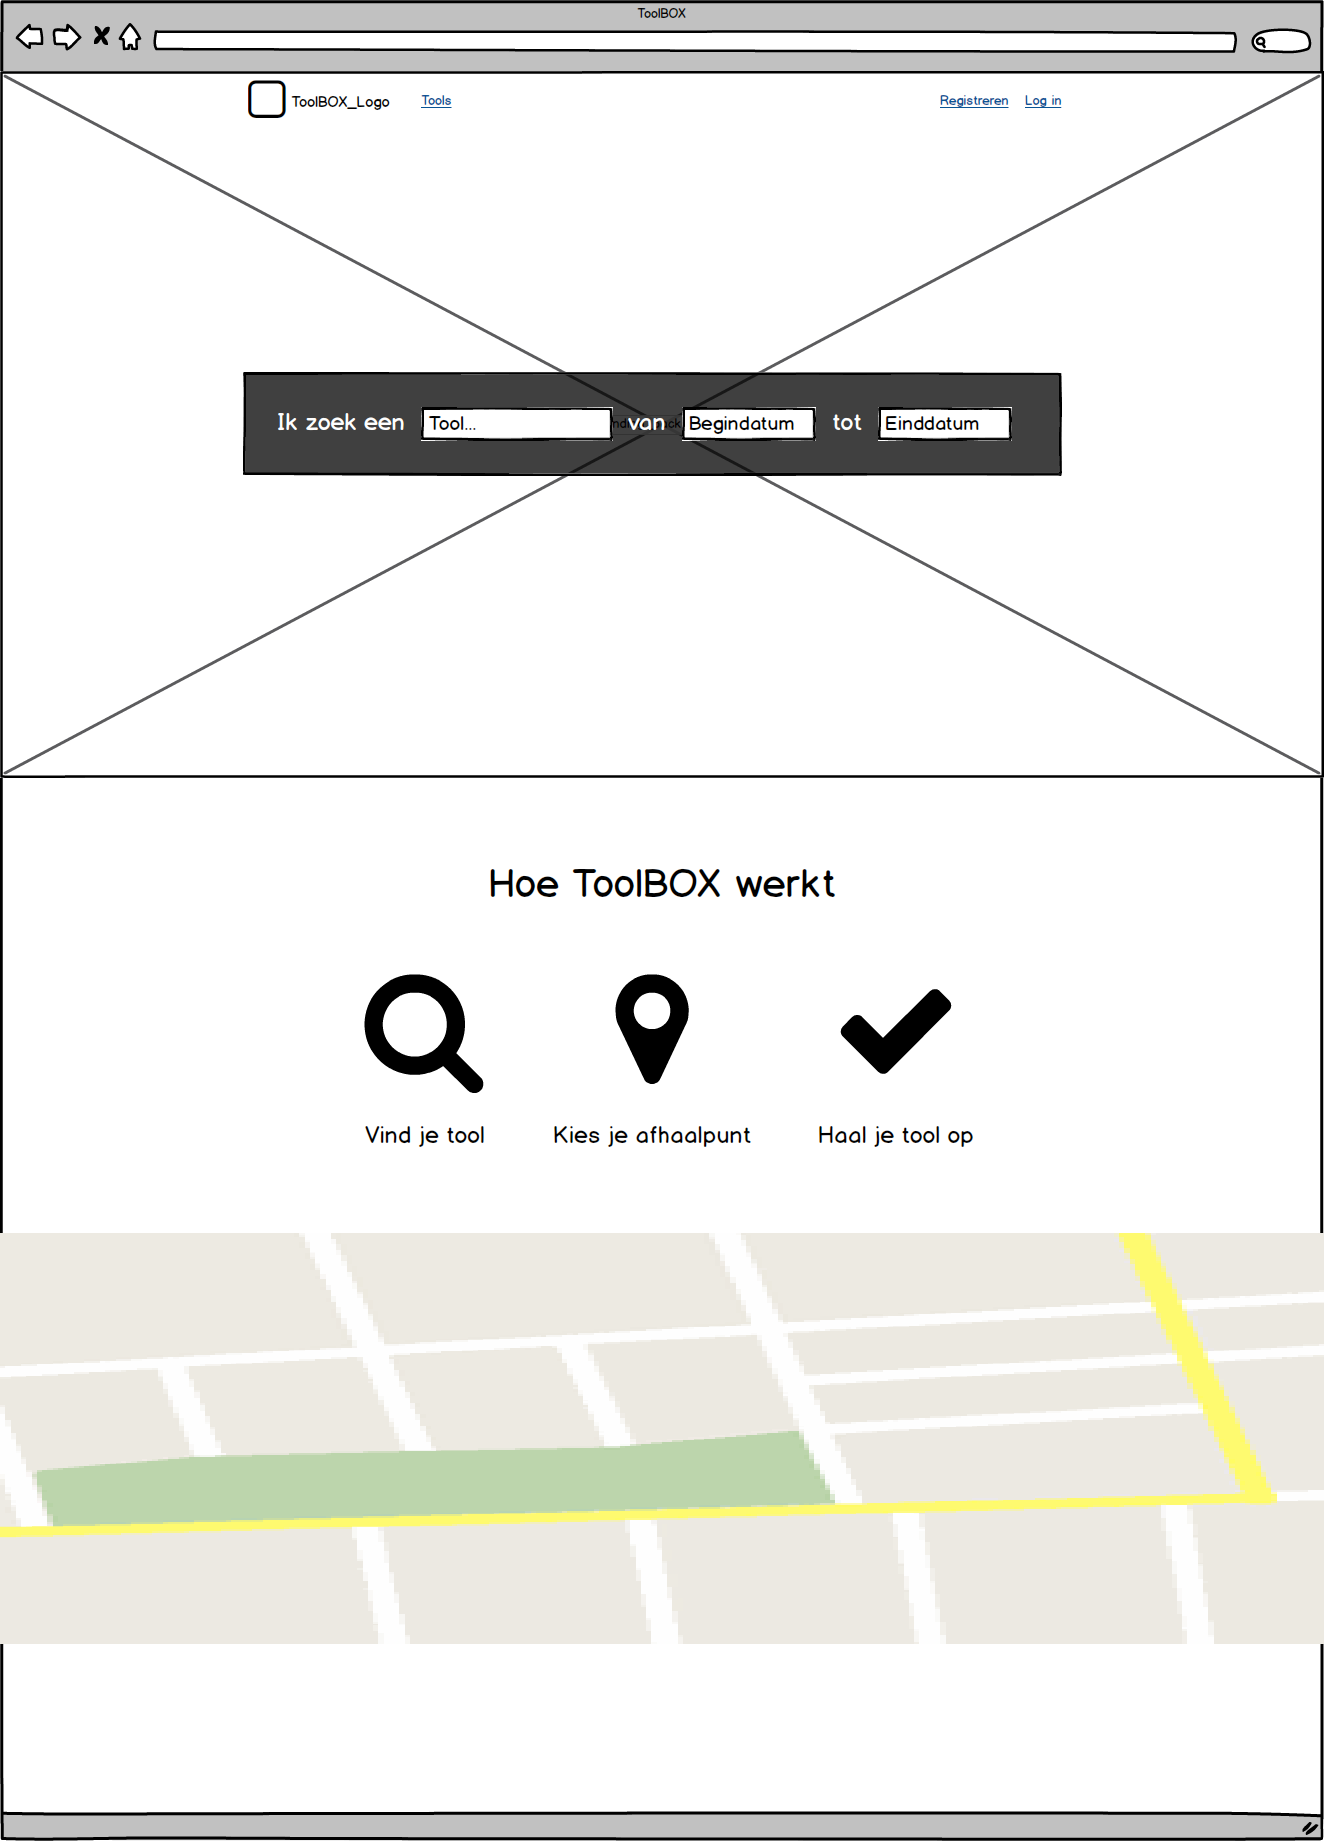 ToolBOX
ToolBOX_Logo Tools Registreren Log in
Ik zoek een Tool... van Begindatum tot Einddatum
Hoe ToolBOX werkt
Vind je tool Kies je afhaalpunt Haal je tool op